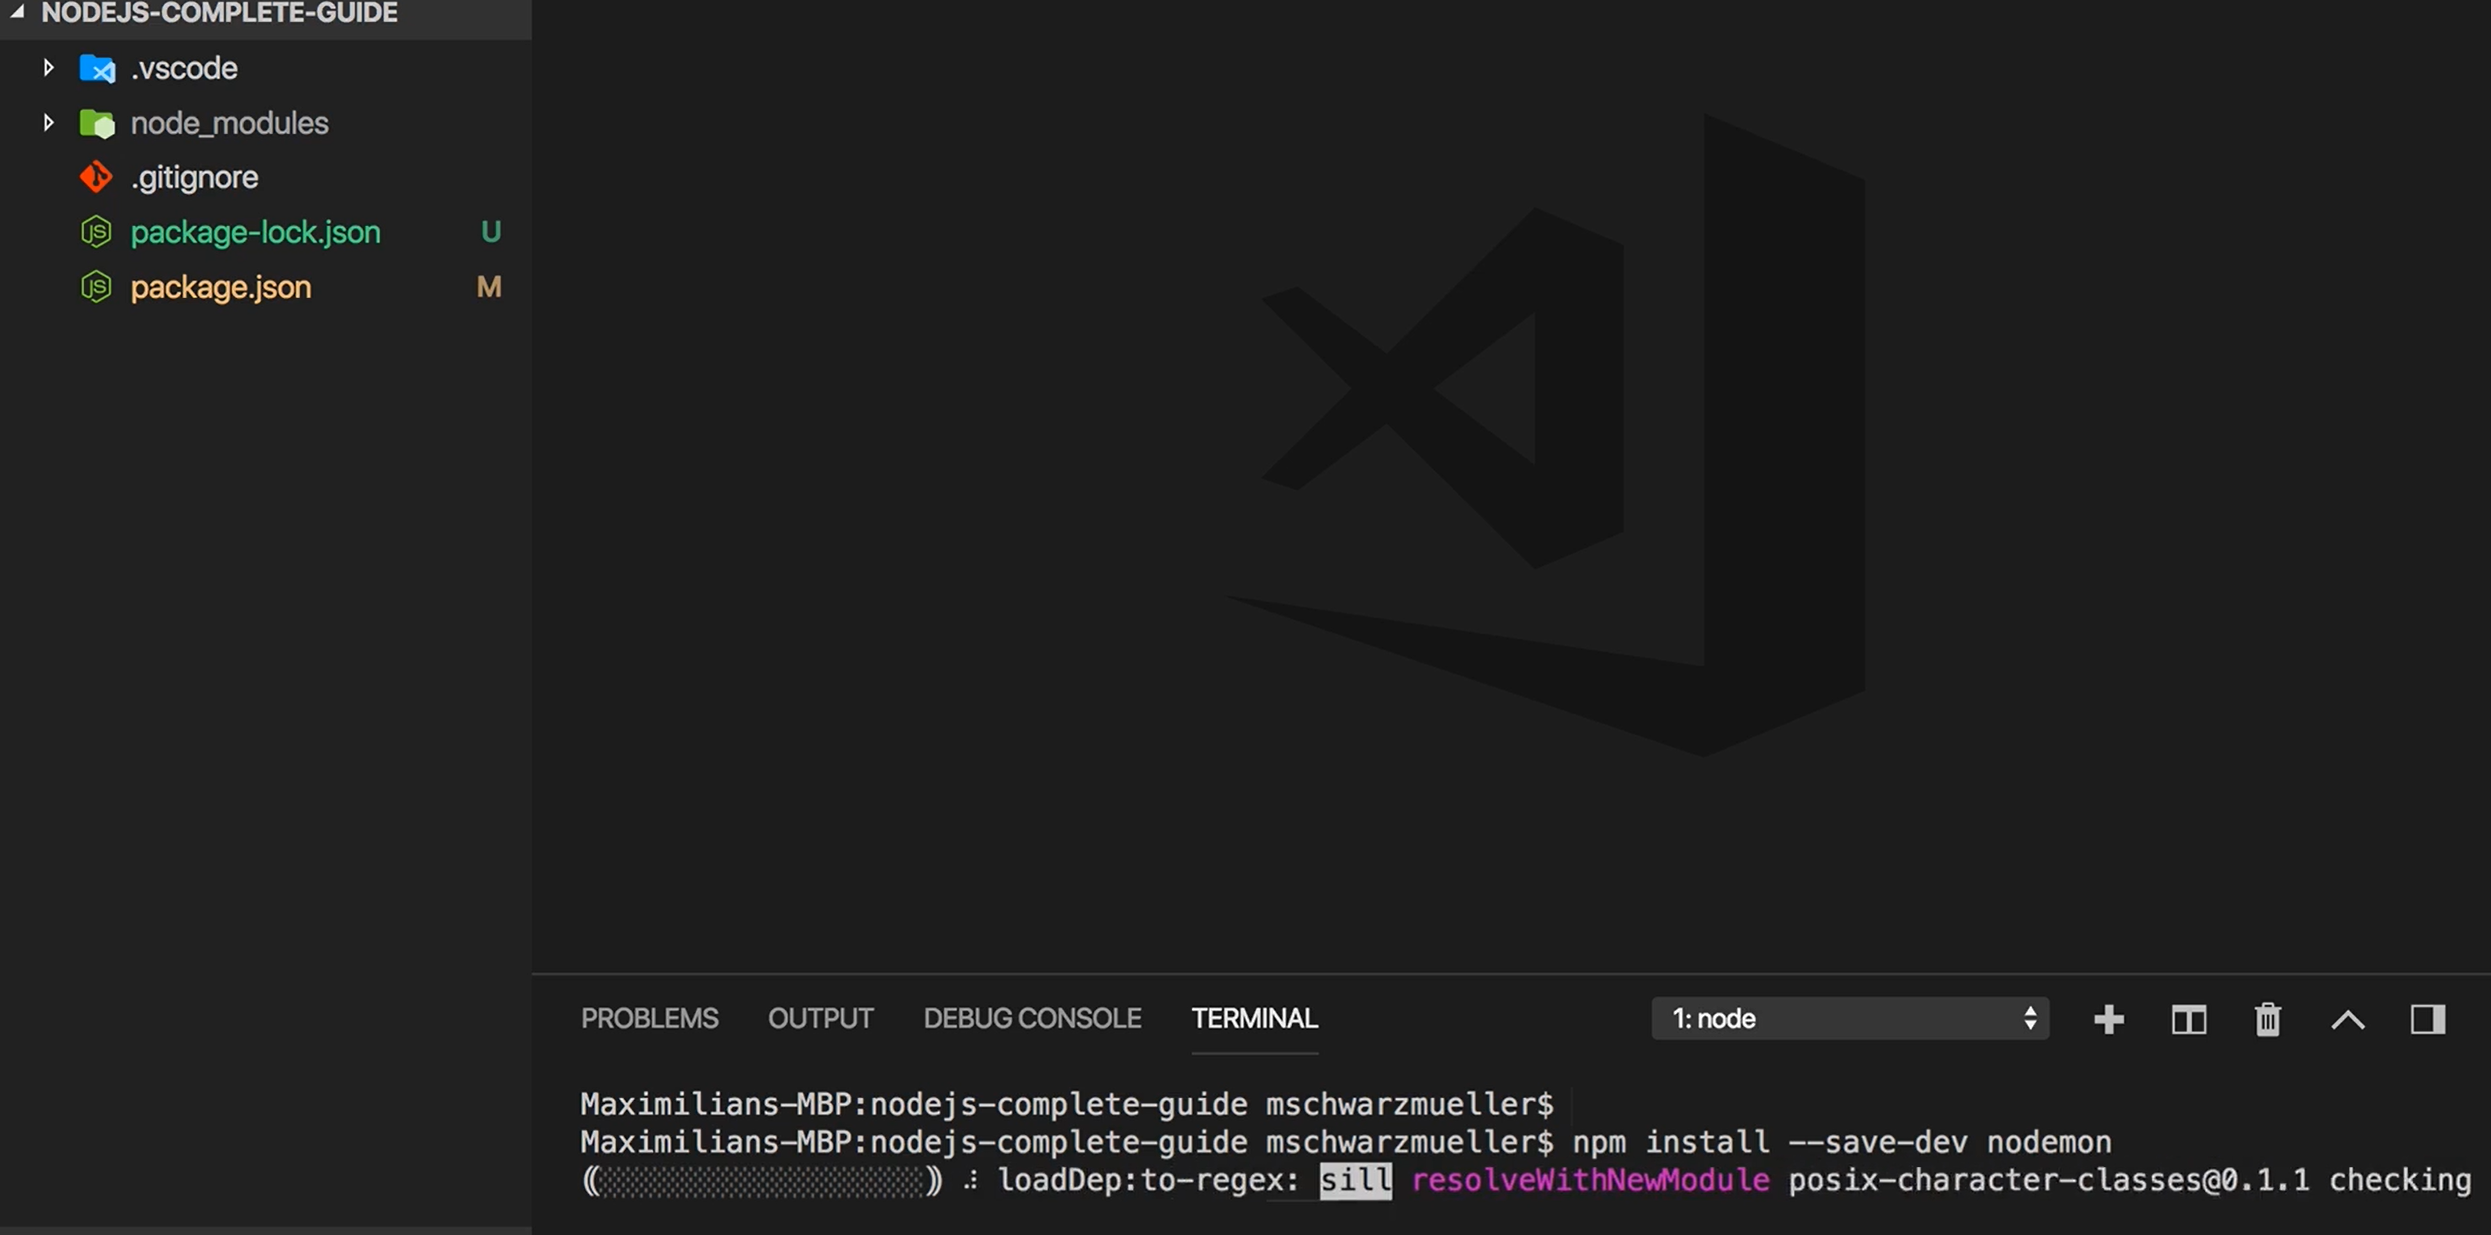 NODEJS-COMPLETE-GUIDE
.vscode
node_modules
.gitignore
package-lock.json U
package.json M
PROBLEMS OUTPUT DEBUG CONSOLE TERMINAL 1: node
Maximilians-MBP:nodejs-complete-guide mschwarzmueller$
Maximilians-MBP:nodejs-complete-guide mschwarzmueller$ npm install --save-dev nodemon
(░░░░░░░░░░░░░░░░░░) ⠼ loadDep:to-regex: sill resolveWithNewModule posix-character-classes@0.1.1 checking